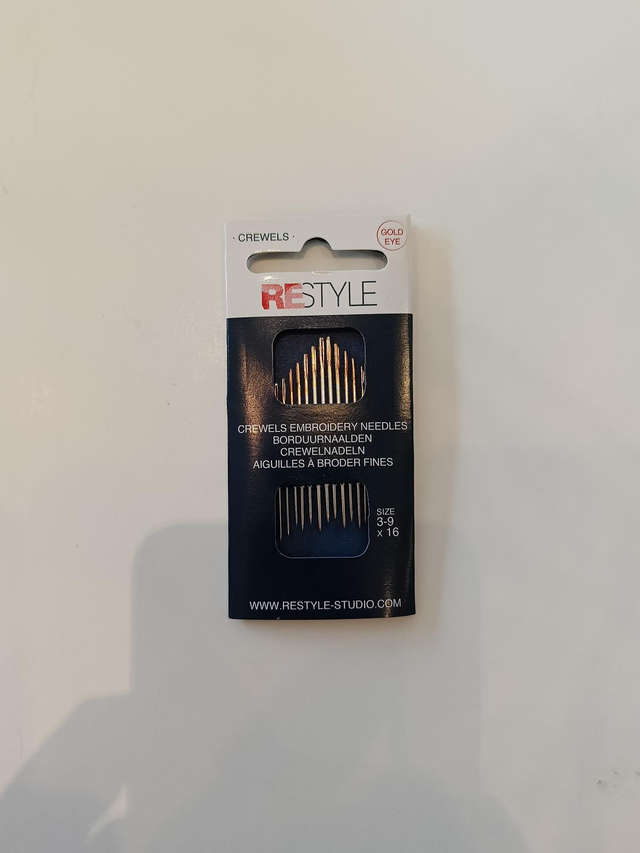 · CREWELS ·
GOLD
EYE
RESTYLE
CREWELS EMBROIDERY NEEDLES
BORDUURNAALDEN
CREWELNADELN
AIGUILLES À BRODER FINES
SIZE
3-9
x 16
WWW.RESTYLE-STUDIO.COM